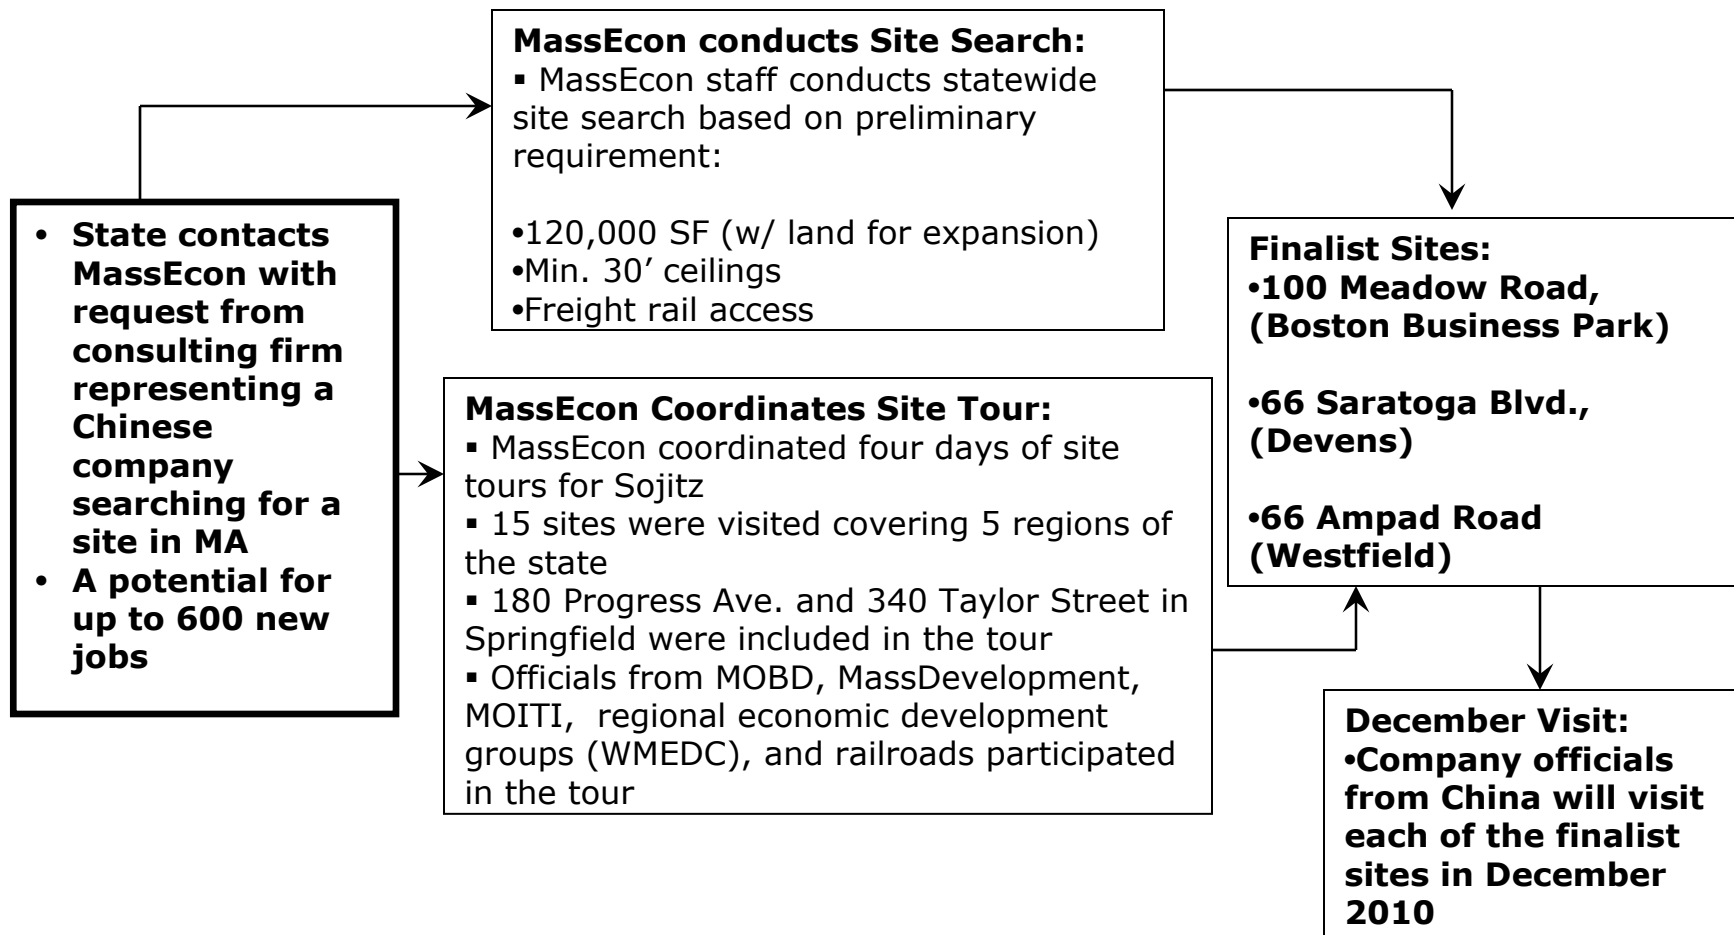 • State contacts
MassEcon with
request from
consulting firm
representing a
Chinese
company
searching for a
site in MA
• A potential for
up to 600 new
jobs
MassEcon conducts Site Search:
▪ MassEcon staff conducts statewide
site search based on preliminary
requirement:
•120,000 SF (w/ land for expansion)
•Min. 30’ ceilings
•Freight rail access
MassEcon Coordinates Site Tour:
▪ MassEcon coordinated four days of site
tours for Sojitz
▪ 15 sites were visited covering 5 regions of
the state
▪ 180 Progress Ave. and 340 Taylor Street in
Springfield were included in the tour
▪ Officials from MOBD, MassDevelopment,
MOITI, regional economic development
groups (WMEDC), and railroads participated
in the tour
Finalist Sites:
•100 Meadow Road,
(Boston Business Park)
•66 Saratoga Blvd.,
(Devens)
•66 Ampad Road
(Westfield)
December Visit:
•Company officials
from China will visit
each of the finalist
sites in December
2010